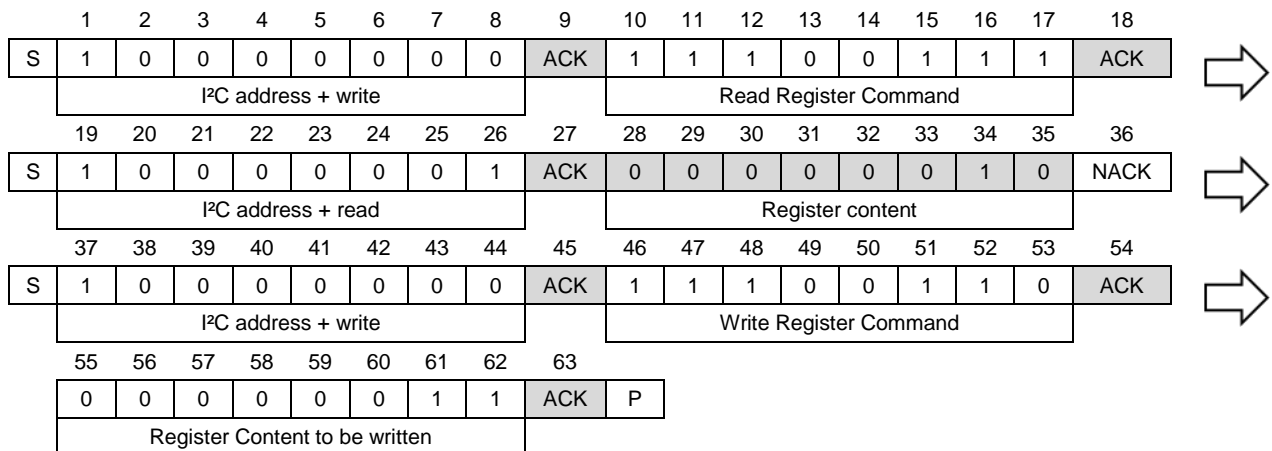 1 2 3 4 5 6 7 8 9 10 11 12 13 14 15 16 17 18
S 1 0 0 0 0 0 0 0 ACK 1 1 1 0 0 1 1 1 ACK
I²C address + write Read Register Command
19 20 21 22 23 24 25 26 27 28 29 30 31 32 33 34 35 36
S 1 0 0 0 0 0 0 1 ACK 0 0 0 0 0 0 1 0 NACK
I²C address + read Register content
37 38 39 40 41 42 43 44 45 46 47 48 49 50 51 52 53 54
S 1 0 0 0 0 0 0 0 ACK 1 1 1 0 0 1 1 0 ACK
I²C address + write Write Register Command
55 56 57 58 59 60 61 62 63
0 0 0 0 0 0 1 1 ACK P
Register Content to be written